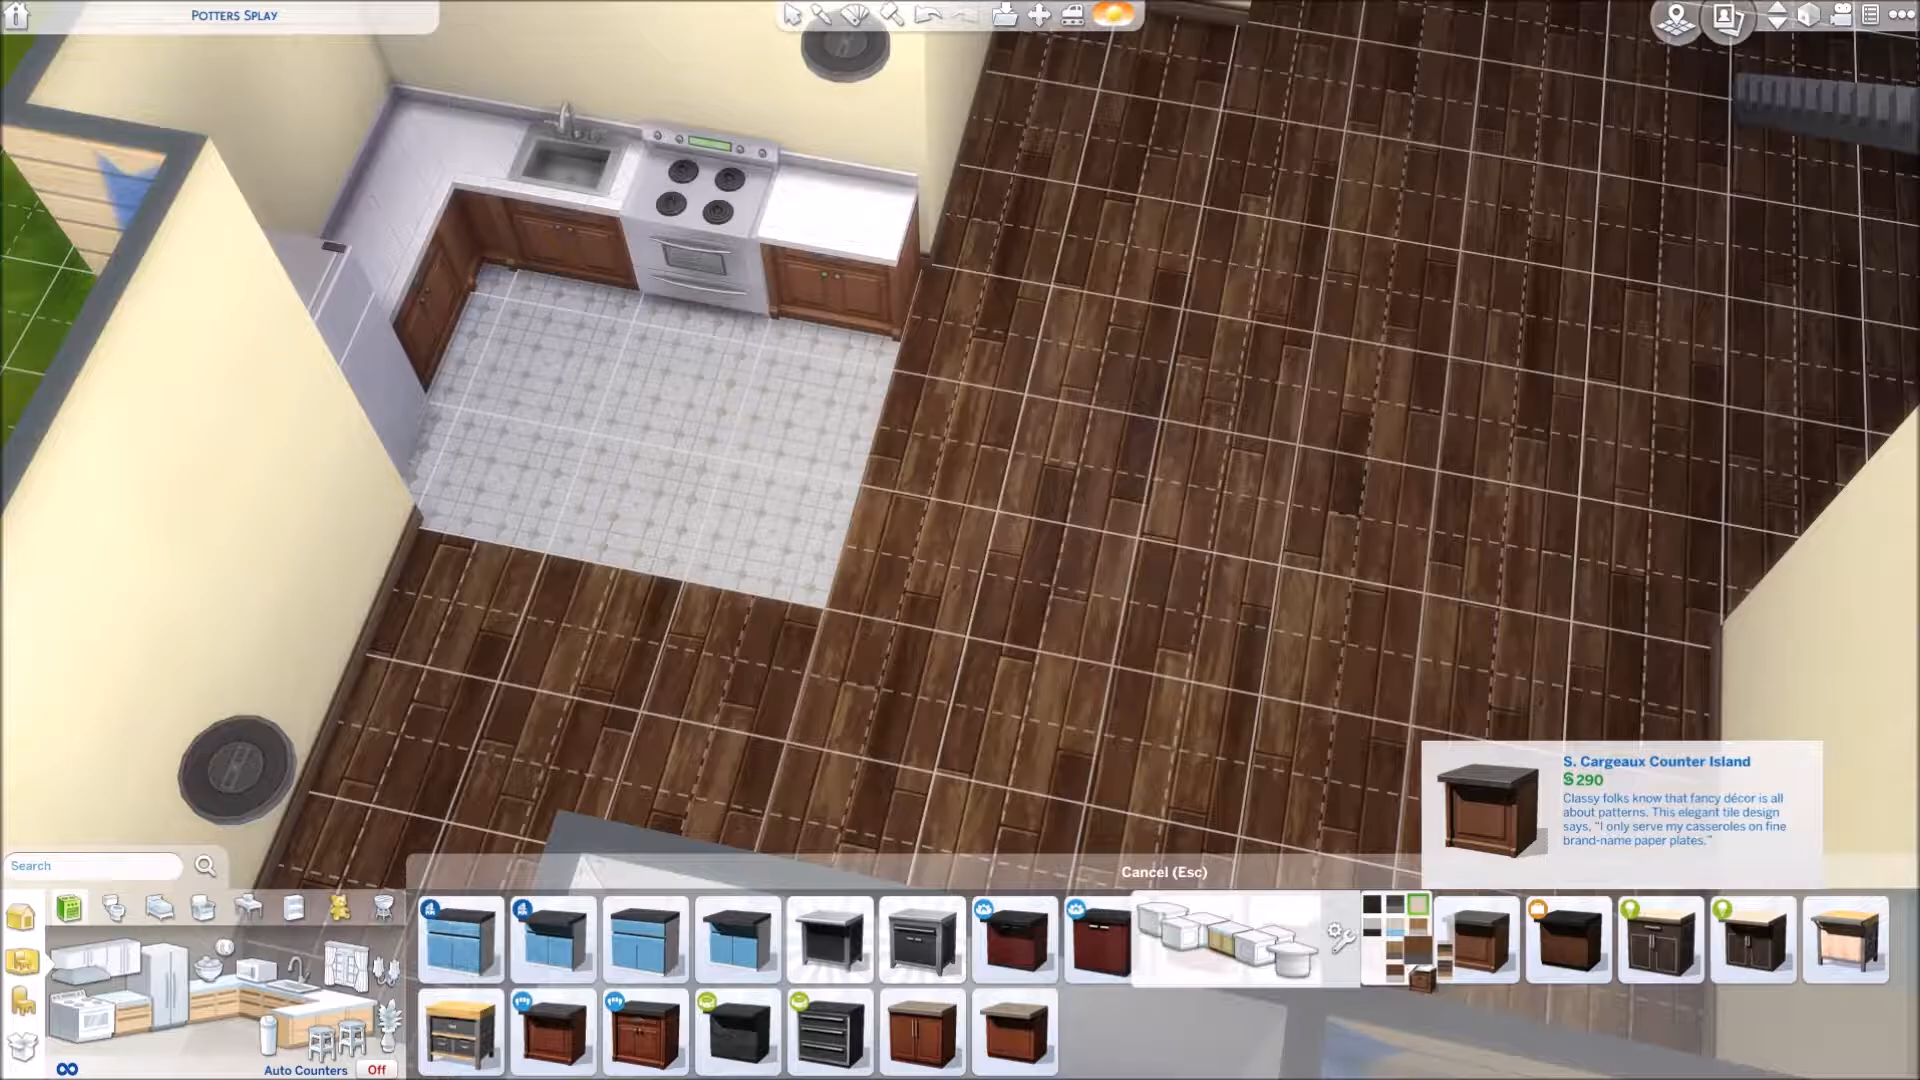 POTTERS SPLAY
S. Cargeaux Counter Island
§290
Classy folks know that fancy décor is all
about patterns. This elegant tile design
says, "I only serve my casseroles on fine
brand-name paper plates."
Search
Cancel (Esc)
Auto Counters Off